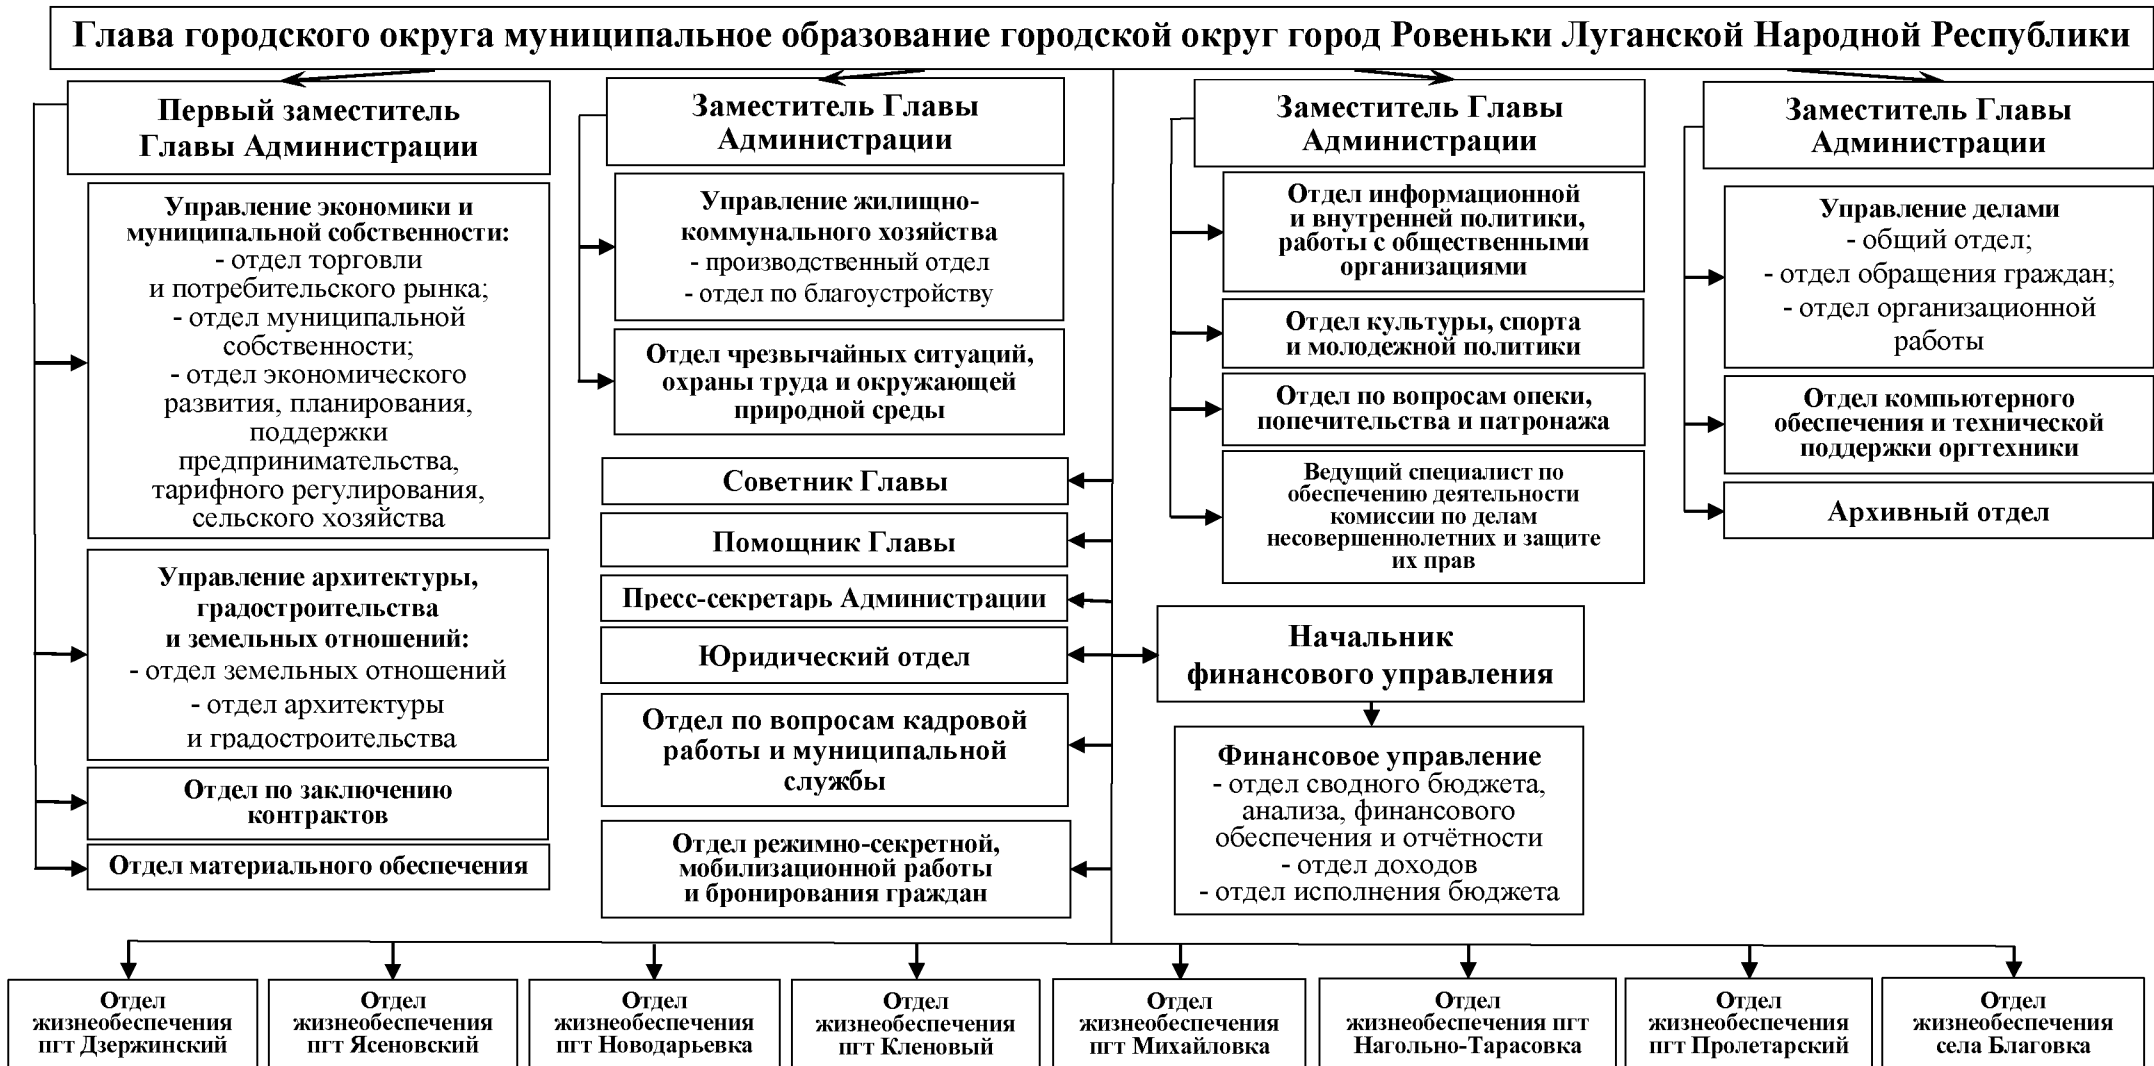 Глава городского округа муниципальное образование городской округ город Ровеньки Луганской Народной Республики
Первый заместитель
Главы Администрации
Управление экономики и
муниципальной собственности:
- отдел торговли
и потребительского рынка;
- отдел муниципальной
собственности;
- отдел экономического
развития, планирования,
поддержки
предпринимательства,
тарифного регулирования,
сельского хозяйства
Управление архитектуры,
градостроительства
и земельных отношений:
- отдел земельных отношений
- отдел архитектуры
и градостроительства
Отдел по заключению
контрактов
Отдел материального обеспечения
Заместитель Главы
Администрации
Управление жилищно-
коммунального хозяйства
- производственный отдел
- отдел по благоустройству
Отдел чрезвычайных ситуаций,
охраны труда и окружающей
природной среды
Советник Главы
Помощник Главы
Пресс-секретарь Администрации
Юридический отдел
Отдел по вопросам кадровой
работы и муниципальной
службы
Отдел режимно-секретной,
мобилизационной работы
и бронирования граждан
Заместитель Главы
Администрации
Отдел информационной
и внутренней политики,
работы с общественными
организациями
Отдел культуры, спорта
и молодежной политики
Отдел по вопросам опеки,
попечительства и патронажа
Ведущий специалист по
обеспечению деятельности
комиссии по делам
несовершеннолетних и защите
их прав
Начальник
финансового управления
Финансовое управление
- отдел сводного бюджета,
анализа, финансового
обеспечения и отчётности
- отдел доходов
- отдел исполнения бюджета
Заместитель Главы
Администрации
Управление делами
- общий отдел;
- отдел обращения граждан;
- отдел организационной
работы
Отдел компьютерного
обеспечения и технической
поддержки оргтехники
Архивный отдел
Отдел
жизнеобеспечения
пгт Дзержинский
Отдел
жизнеобеспечения
пгт Ясеновский
Отдел
жизнеобеспечения
пгт Новодарьевка
Отдел
жизнеобеспечения
пгт Кленовый
Отдел
жизнеобеспечения
пгт Михайловка
Отдел
жизнеобеспечения пгт
Нагольно-Тарасовка
Отдел
жизнеобеспечения
пгт Пролетарский
Отдел
жизнеобеспечения
села Благовка